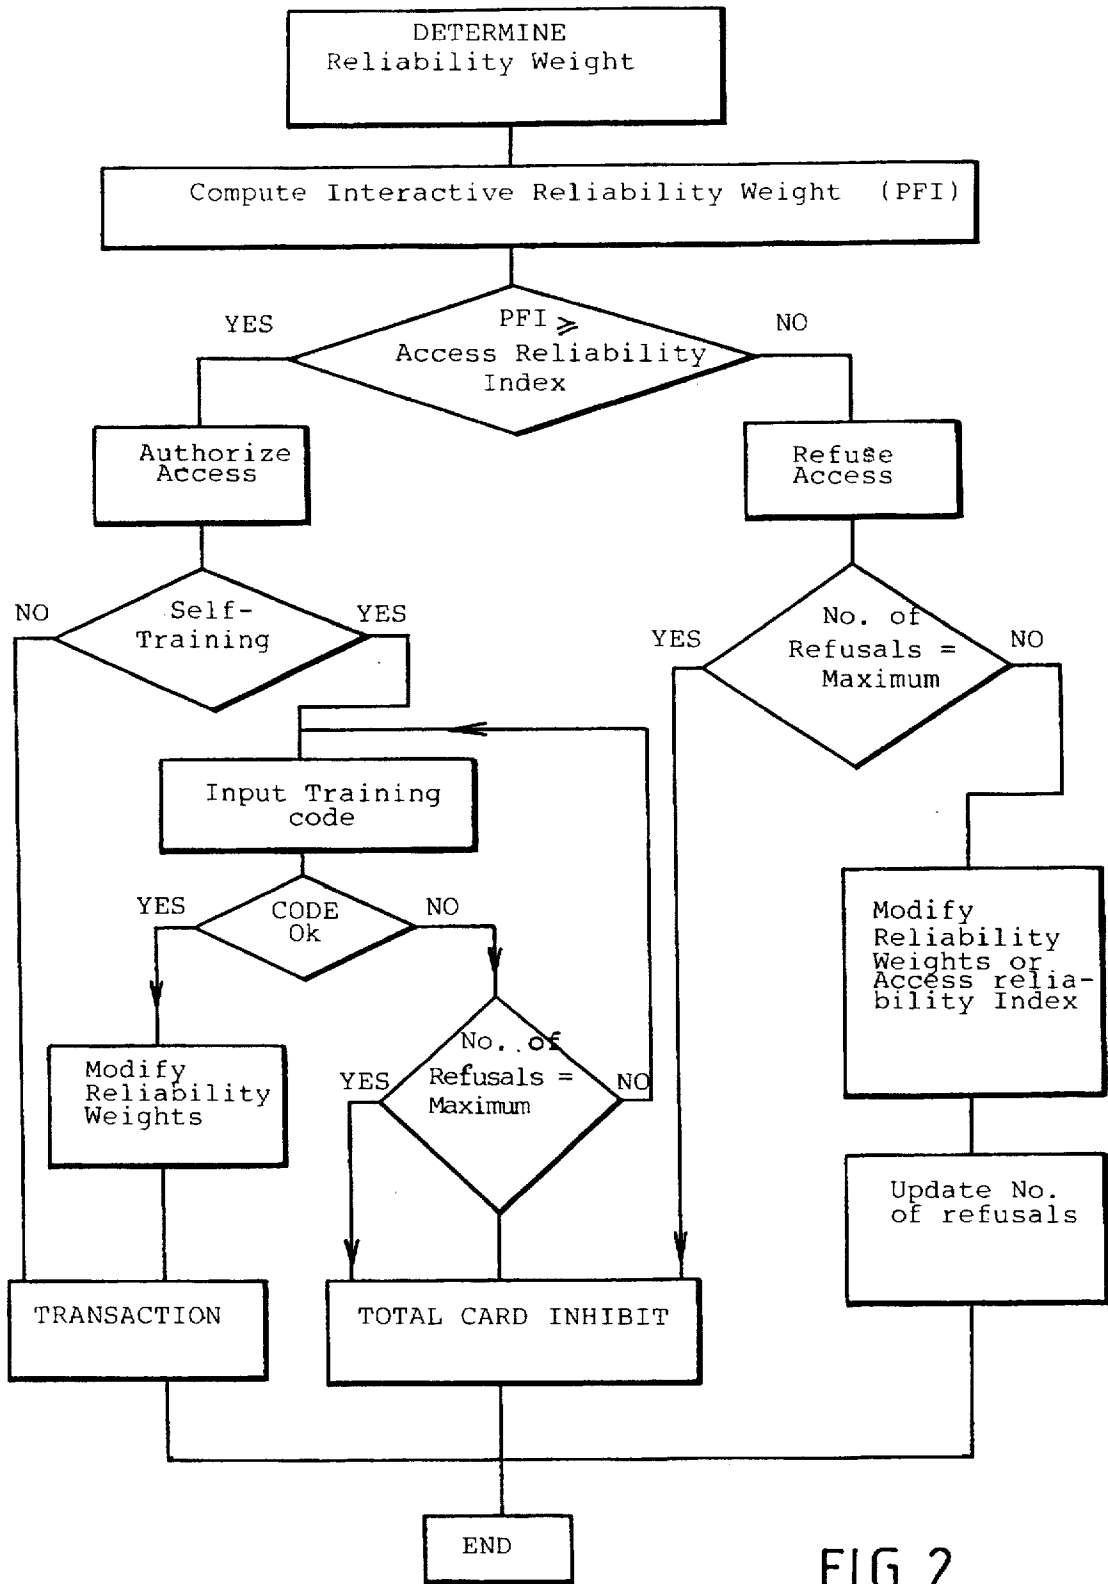 DETERMINE
Reliability Weight
Compute Interactive Reliability Weight (PFI)
YES
PFI ⩾
Access Reliability
Index
NO
Authorize
Access
Refuse
Access
NO
Self-
Training
YES
YES
No. of
Refusals =
Maximum
NO
Input Training
code
YES
CODE
Ok
NO
Modify
Reliability
Weights or
Access relia-
bility Index
Modify
Reliability
Weights
YES
No. of
Refusals =
Maximum
NO
Update No.
of refusals
TRANSACTION
TOTAL CARD INHIBIT
END
FIG. 2